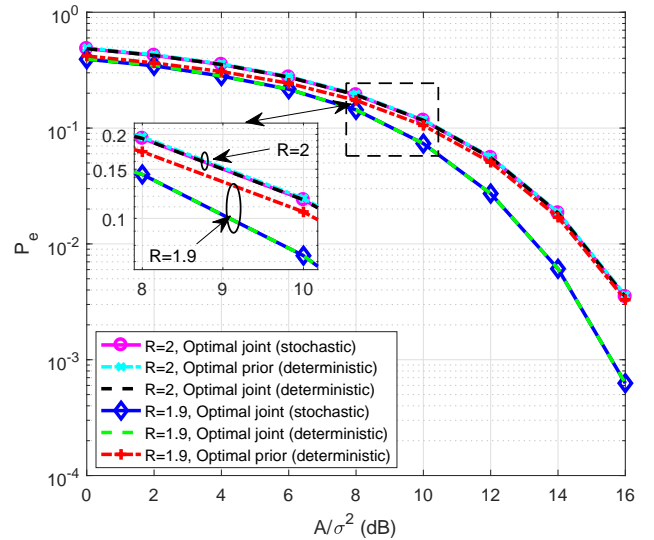 10^0
10^{-1}
10^{-2}
10^{-3}
10^{-4}
P_e
0.2
0.15
0.1
R=2
R=1.9
8
9
10
R=2, Optimal joint (stochastic)
R=2, Optimal prior (deterministic)
R=2, Optimal joint (deterministic)
R=1.9, Optimal joint (stochastic)
R=1.9, Optimal joint (deterministic)
R=1.9, Optimal prior (deterministic)
0 2 4 6 8 10 12 14 16
A/σ^2 (dB)